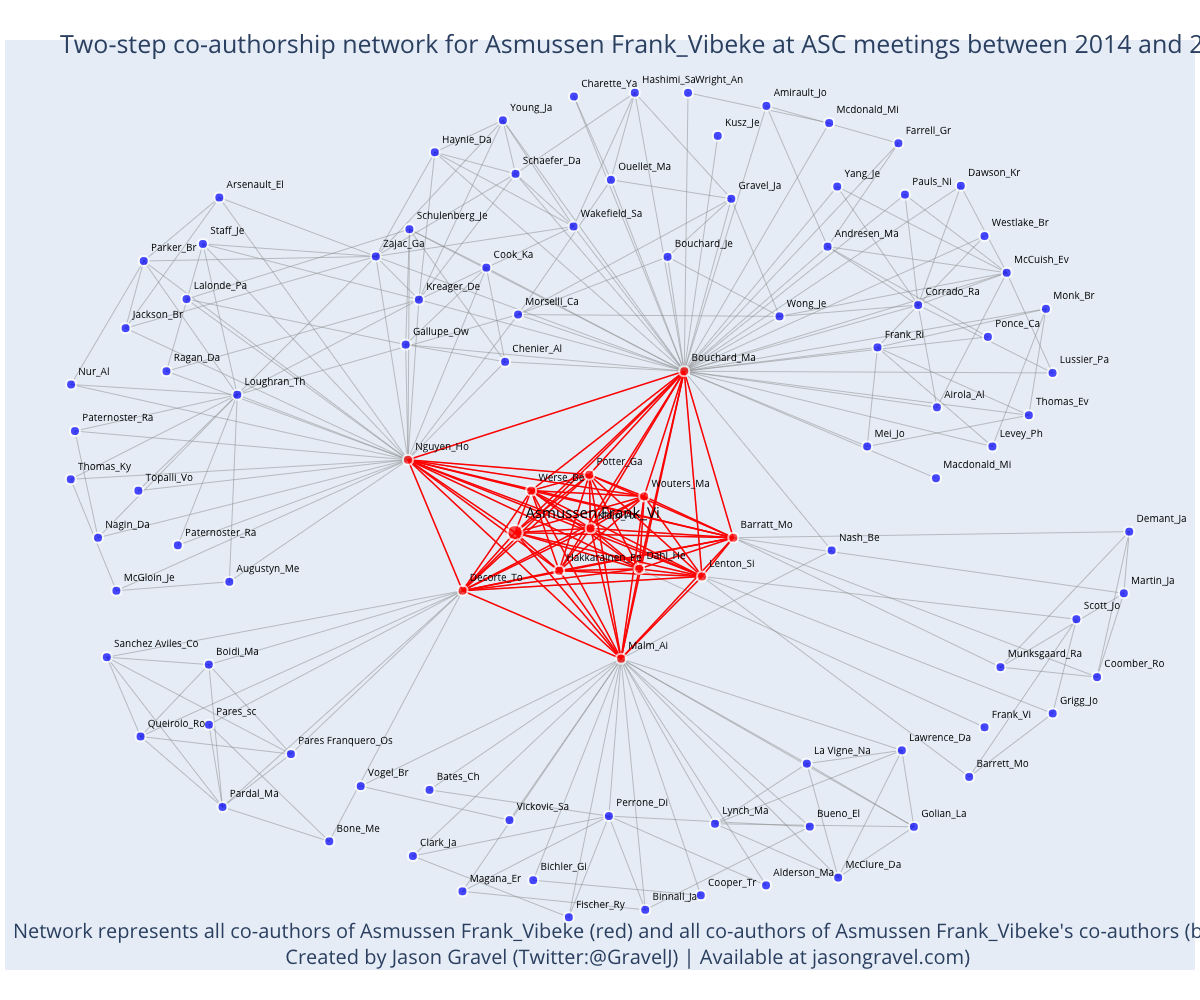 Two-step co-authorship network for Asmussen Frank_Vibeke at ASC meetings between 2014 and 2
Charette_Ya
Hashimi_Sa
Wright_An
Amirault_Jo
Young_Ja
Mcdonald_Mi
Kusz_Je
Farrell_Gr
Haynie_Da
Schaefer_Da
Ouellet_Ma
Yang_Je
Dawson_Kr
Arsenault_El
Gravel_Ja
Pauls_Ni
Schulenberg_Je
Wakefield_Sa
Westlake_Br
Staff_Je
Andresen_Ma
Parker_Br
Zajac_Ga
Bouchard_Je
Cook_Ka
McCuish_Ev
Lalonde_Pa
Kreager_De
Corrado_Ra
Monk_Br
Jackson_Br
Morselli_Ca
Wong_Je
Ponce_Ca
Gallupe_Ow
Frank_Ri
Ragan_Da
Chenier_Al
Bouchard_Ma
Lussier_Pa
Nur_Al
Loughran_Th
Airola_Al
Thomas_Ev
Paternoster_Ra
Mei_Jo
Levey_Ph
Nguyen_Ho
Potter_Ga
Macdonald_Mi
Thomas_Ky
Topalli_Vo
Wouters_Ma
Asmussen Frank_Vi
Nagin_Da
Paternoster_Ra
Barratt_Mo
Demant_Ja
Nash_Be
Hakkarainen_Pe
Dahl_He
Lenton_Si
McGloin_Je
Augustyn_Me
Decorte_To
Martin_Ja
Scott_Jo
Sanchez Aviles_Co
Boidi_Ma
Malm_Ai
Munksgaard_Ra
Coomber_Ro
Queirolo_Ro
Pares_sc
Grigg_Jo
Frank_Vi
Pares Franquero_Os
La Vigne_Na
Lawrence_Da
Barrett_Mo
Pardal_Ma
Vogel_Br
Bates_Ch
Vickovic_Sa
Perrone_Di
Lynch_Ma
Bueno_El
Golian_La
Bone_Me
Clark_Ja
Bichler_Gi
Magana_Er
Cooper_Tr
Alderson_Ma
McClure_Da
Fischer_Ry
Binnall_Ja
Network represents all co-authors of Asmussen Frank_Vibeke (red) and all co-authors of Asmussen Frank_Vibeke's co-authors (b
Created by Jason Gravel (Twitter:@GravelJ) | Available at jasongravel.com)